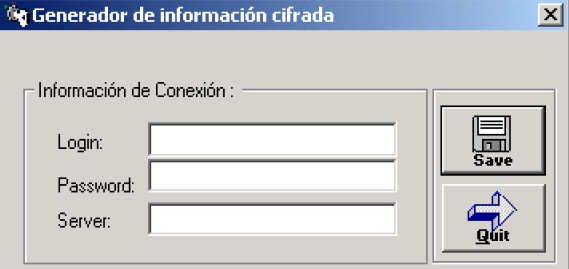 Generador de información cifrada
Información de Conexión :
Login:
Password:
Server:
Save
Quit